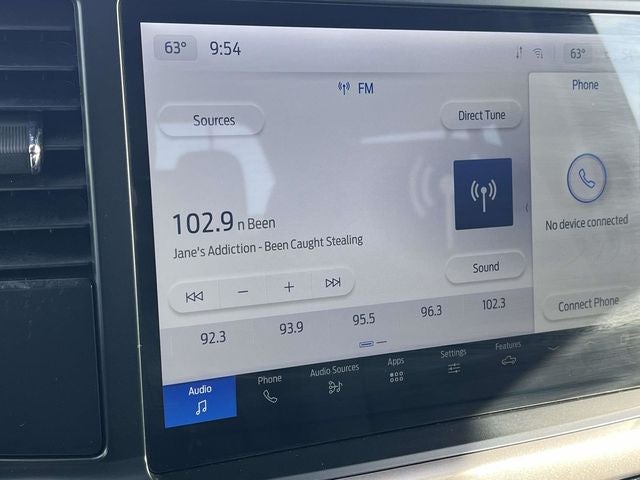 63° 9:54 63°
FM
Phone
Sources
Direct Tune
102.9 n Been
Jane's Addiction - Been Caught Stealing
No device connected
Sound
Connect Phone
92.3 93.9 95.5 96.3 102.3
Audio Phone Audio Sources Apps Settings Features